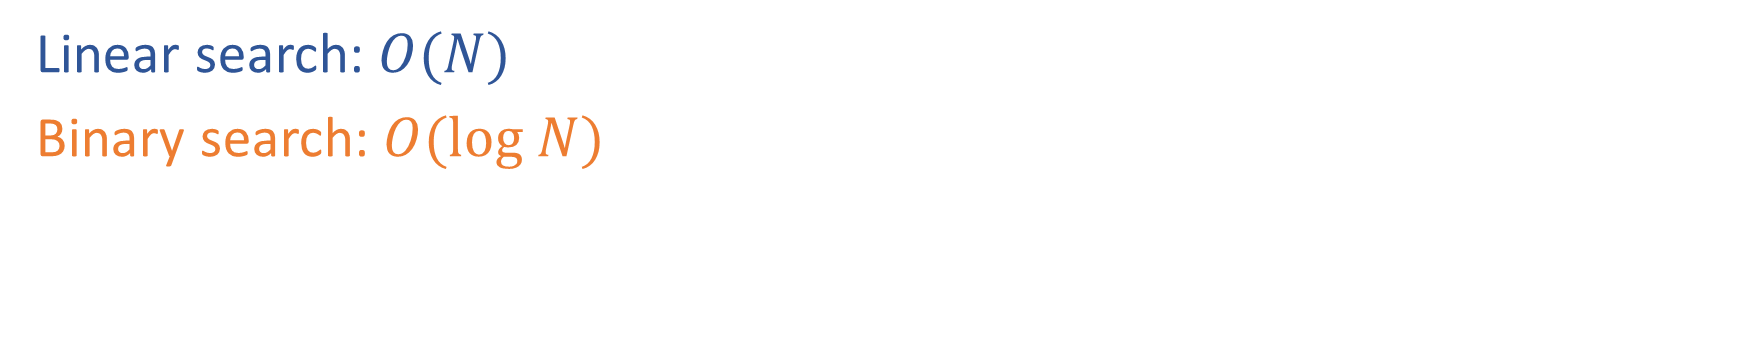 Linear search: O(N)
Binary search: O(log N)